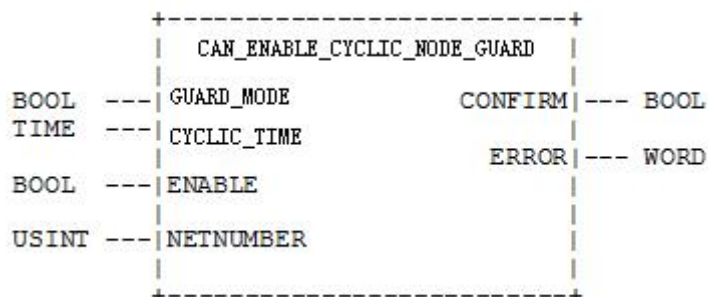 +---------------------------+
| CAN_ENABLE_CYCLIC_NODE_GUARD |
BOOL ---| GUARD_MODE CONFIRM|--- BOOL
TIME ---| CYCLIC_TIME
ERROR|--- WORD
BOOL ---|ENABLE
USINT ---|NETNUMBER
+---------------------------+